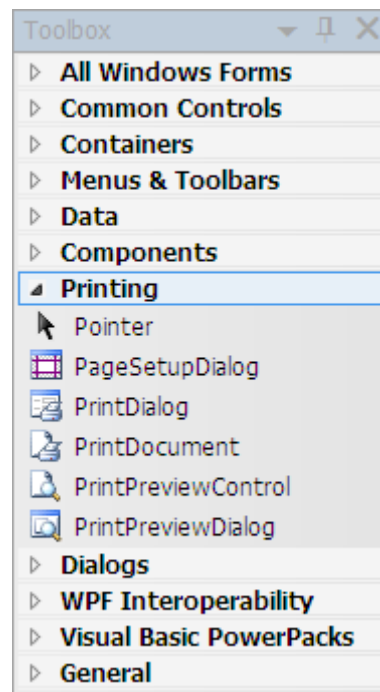 Toolbox
All Windows Forms
Common Controls
Containers
Menus & Toolbars
Data
Components
Printing
Pointer
PageSetupDialog
PrintDialog
PrintDocument
PrintPreviewControl
PrintPreviewDialog
Dialogs
WPF Interoperability
Visual Basic PowerPacks
General